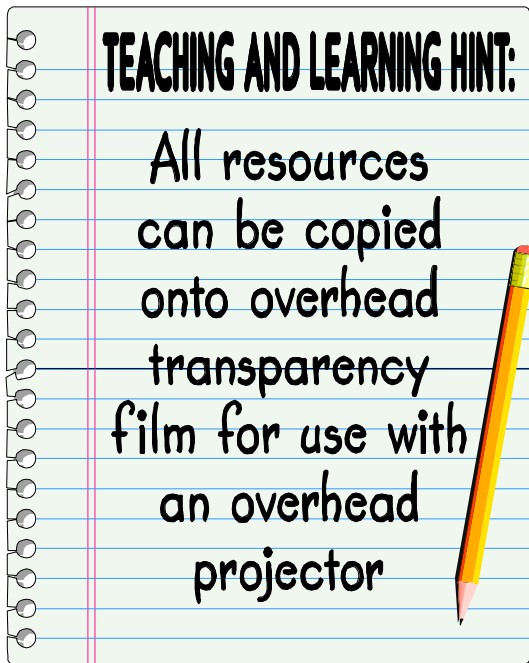 TEACHING AND LEARNING HINT:
All resources
can be copied
onto overhead
transparency
film for use with
an overhead
projector